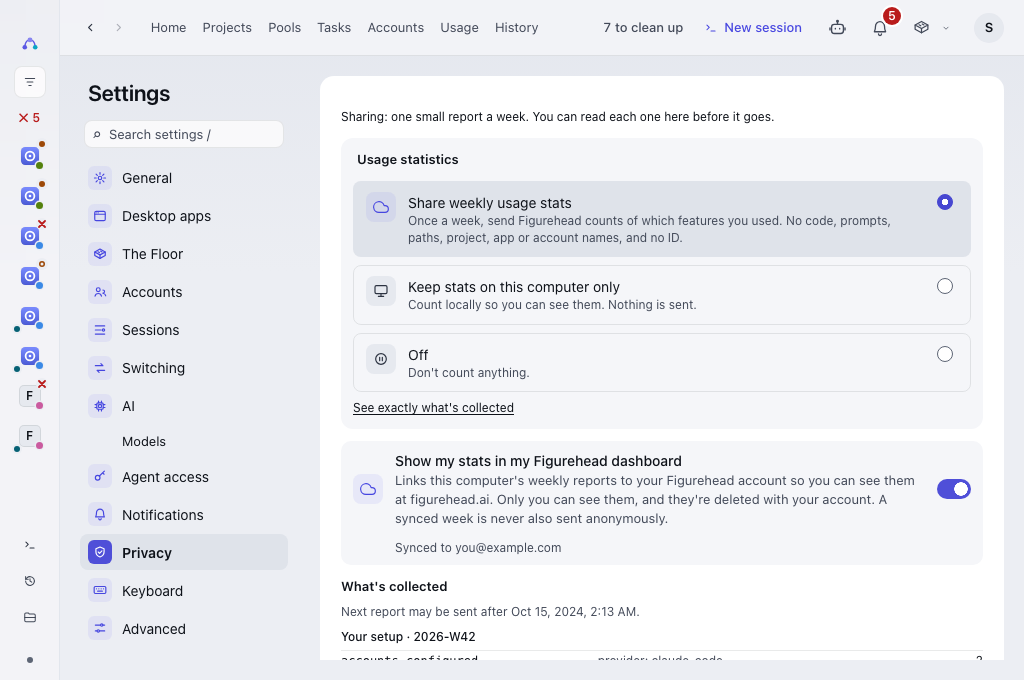 Home Projects Pools Tasks Accounts Usage History 7 to clean up New session 5 S
5
F
F
Settings
Search settings /
General
Desktop apps
The Floor
Accounts
Sessions
Switching
AI
Models
Agent access
Notifications
Privacy
Keyboard
Advanced
Sharing: one small report a week. You can read each one here before it goes.
Usage statistics
Share weekly usage stats
Once a week, send Figurehead counts of which features you used. No code, prompts,
paths, project, app or account names, and no ID.
Keep stats on this computer only
Count locally so you can see them. Nothing is sent.
Off
Don't count anything.
See exactly what's collected
Show my stats in my Figurehead dashboard
Links this computer's weekly reports to your Figurehead account so you can see them
at figurehead.ai. Only you can see them, and they're deleted with your account. A
synced week is never also sent anonymously.
Synced to you@example.com
What's collected
Next report may be sent after Oct 15, 2024, 2:13 AM.
Your setup · 2026-W42